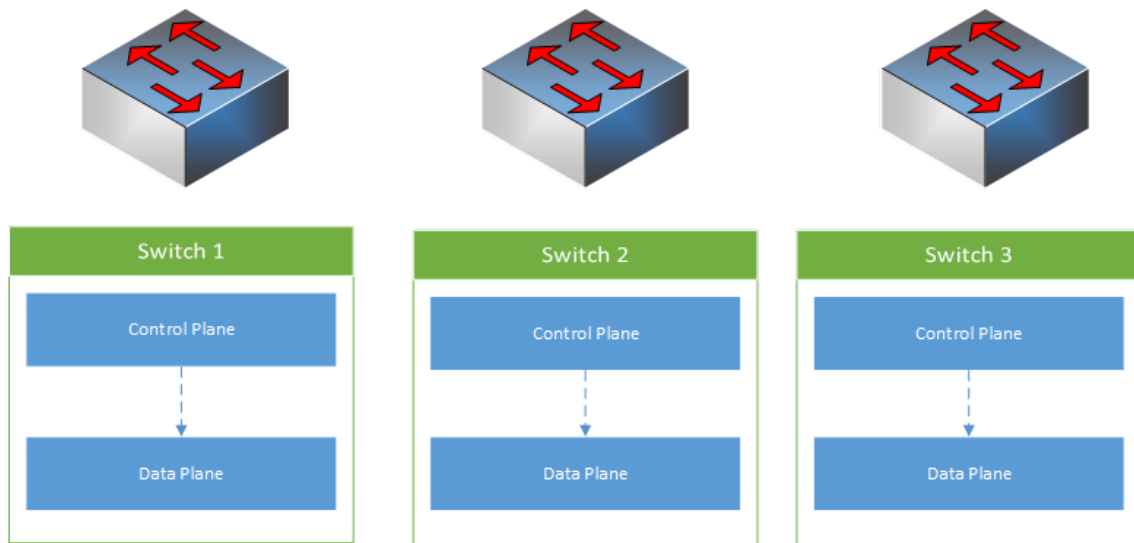 Switch 1
Switch 2
Switch 3
Control Plane
Control Plane
Control Plane
Data Plane
Data Plane
Data Plane